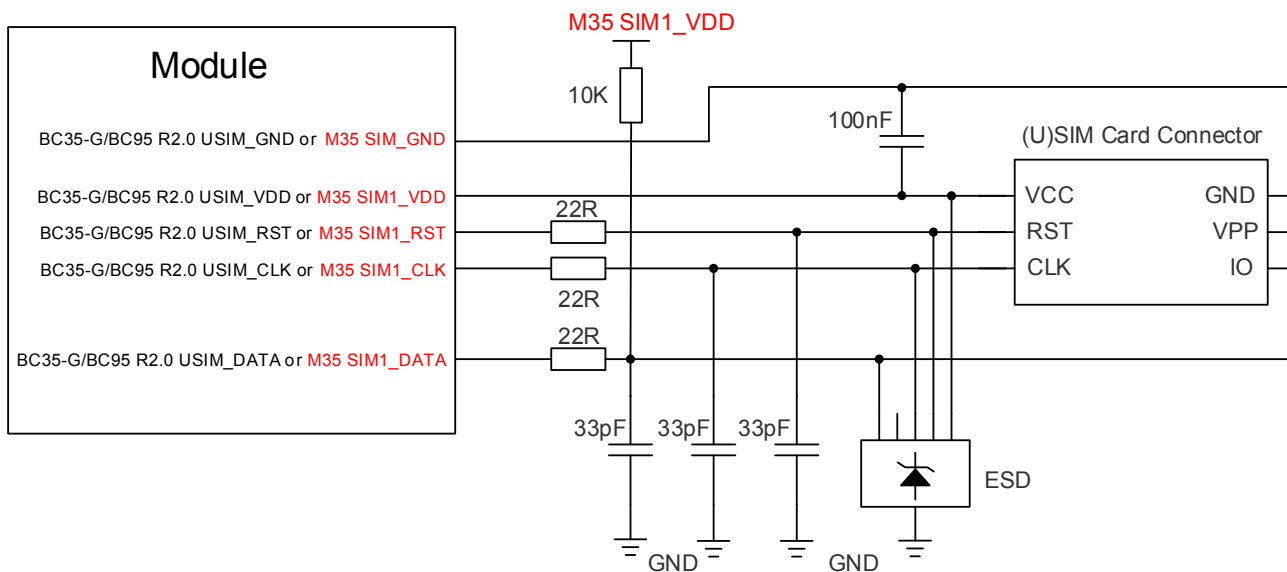 M35 SIM1_VDD
Module
10K
100nF
(U)SIM Card Connector
BC35-G/BC95 R2.0 USIM_GND or M35 SIM_GND
BC35-G/BC95 R2.0 USIM_VDD or M35 SIM1_VDD
VCC
GND
22R
BC35-G/BC95 R2.0 USIM_RST or M35 SIM1_RST
RST
VPP
BC35-G/BC95 R2.0 USIM_CLK or M35 SIM1_CLK
CLK
IO
22R
22R
BC35-G/BC95 R2.0 USIM_DATA or M35 SIM1_DATA
33pF
33pF
33pF
ESD
GND
GND